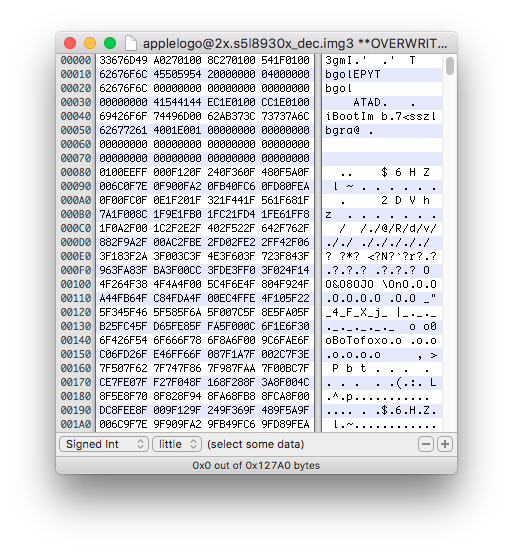 applelogo@2x.s5l8930x_dec.img3 **OVERWRIT...
00000 33676D49 A0270100 8C270100 541F0100 3gmI.' .' T
00010 62676F6C 45505954 20000000 04000000 bgolEPYT
00020 62676F6C 00000000 00000000 00000000 bgol
00030 00000000 41544144 EC1E0100 CC1E0100 ATAD. .
00040 69426F6F 74496D00 62AB373C 73737A6C iBootIm b.7<sszl
00050 62677261 4001E001 00000000 00000000 bgra@ .
00060 00000000 00000000 00000000 00000000
00070 00000000 00000000 00000000 00000000
00080 0100EEFF 000F120F 240F360F 480F5A0F .. $ 6 H Z
00090 006C0F7E 0F900FA2 0FB40FC6 0FD80FEA l ~ . . . . . . .
000A0 0F00FC0F 0E1F201F 321F441F 561F681F . 2 D V h
000B0 7A1F008C 1F9E1FB0 1FC21FD4 1FE61FF8 z . . . . . . . .
000C0 1F0A2F00 1C2F2E2F 402F522F 642F762F / /./@/R/d/v/
000D0 882F9A2F 00AC2FBE 2FD02FE2 2FF42F06 ./. ./ ./ ./ ./ ./
000E0 3F183F2A 3F003C3F 4E3F603F 723F843F ? ?*? <?N?`?r?.?
000F0 963FA83F BA3F00CC 3FDE3FF0 3F024F14 .?.?.? .?.?.? O
00100 4F264F38 4F4A4F00 5C4F6E4F 804F924F O&O8OJO \OnO.O.O
00110 A44FB64F C84FDA4F 00EC4FFE 4F105F22 .O.O.O.O .O.O _"
00120 5F345F46 5F585F6A 5F007C5F 8E5FA05F _4_F_X_j_ |_._._
00130 B25FC45F D65FE85F FA5F000C 6F1E6F30 ._._._._._ o o0
00140 6F426F54 6F666F78 6F8A6F00 9C6FAE6F oBoTofoxo.o .o.o
00150 C06FD26F E46FF66F 087F1A7F 002C7F3E .o.o.o.o , >
00160 7F507F62 7F747F86 7F987FAA 7F00BC7F P b t . . . .
00170 CE7FE07F F27F048F 168F288F 3A8F004C . . . . .(.:. L
00180 8F5E8F70 8F828F94 8FA68FB8 8FCA8F00 .^.p...........
00190 DC8FEE8F 009F129F 249F369F 489F5A9F .... . .$.6.H.Z.
001A0 006C9F7E 9F909FA2 9FB49FC6 9FD89FEA l.~............
Signed Int little (select some data)
0x0 out of 0x127A0 bytes